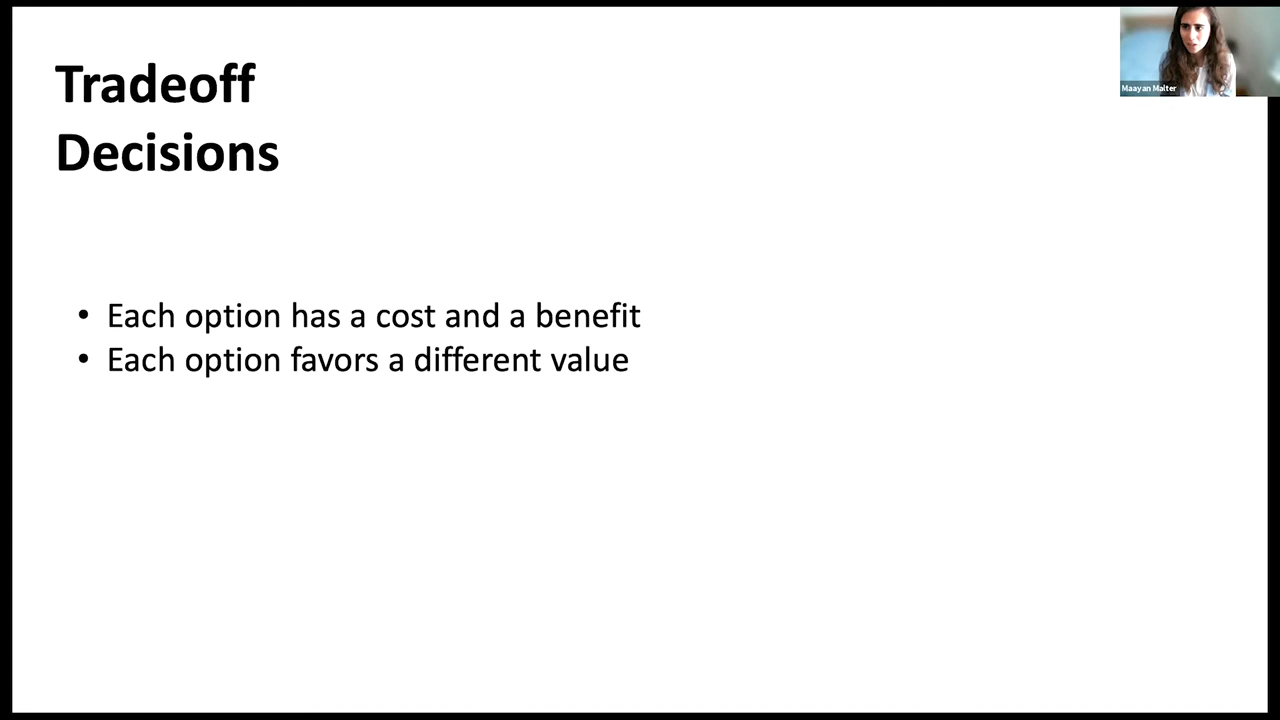 Tradeoff
Decisions
• Each option has a cost and a benefit
• Each option favors a different value
Maayan Malter